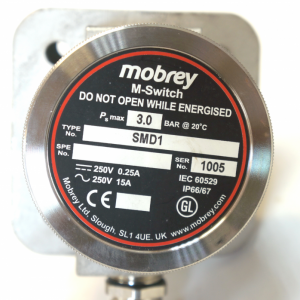 mobrey
M-Switch
DO NOT OPEN WHILE ENERGISED
Ps max 3.0 BAR @ 20°C
TYPE No. SMD1
SPE No. SER No. 1005
250V 0.25A IEC 60529
250V 15A IP66/67
CE GL
Mobrey Ltd. Slough. SL1 4UE. UK www.mobrey.com